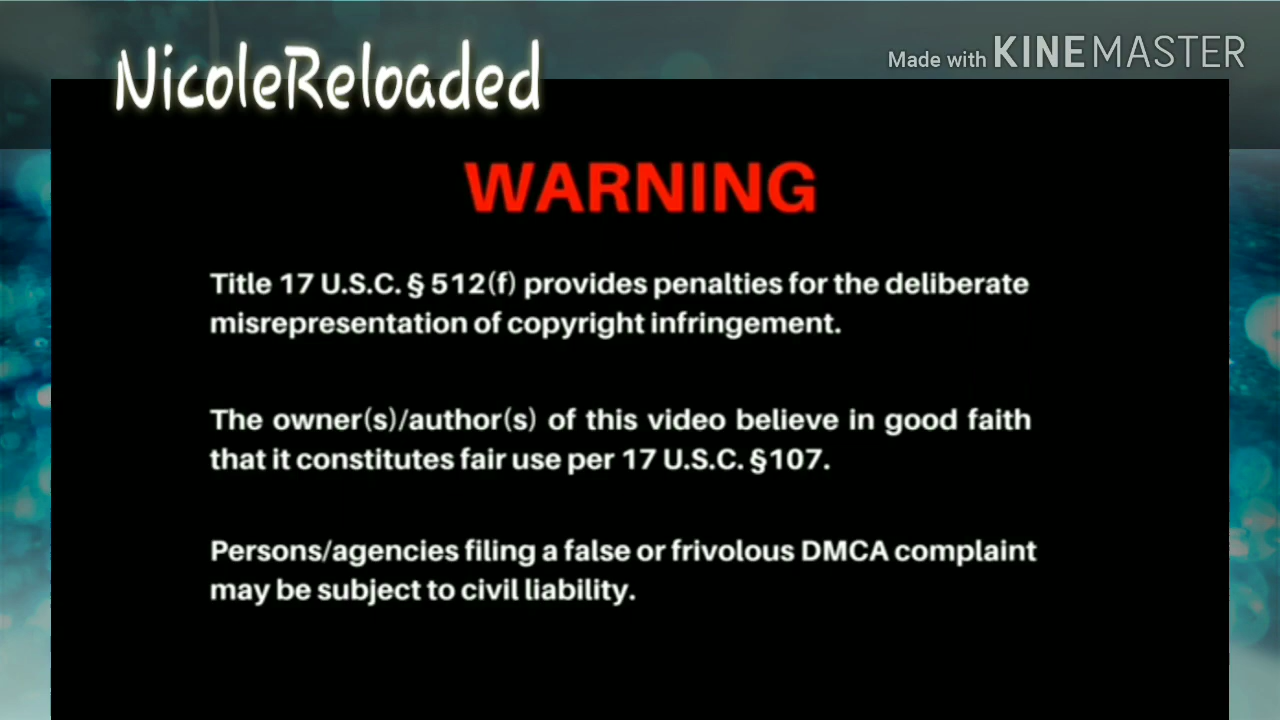 NicoleReloaded
Made with KINEMASTER
WARNING
Title 17 U.S.C. § 512(f) provides penalties for the deliberate
misrepresentation of copyright infringement.
The owner(s)/author(s) of this video believe in good faith
that it constitutes fair use per 17 U.S.C. §107.
Persons/agencies filing a false or frivolous DMCA complaint
may be subject to civil liability.